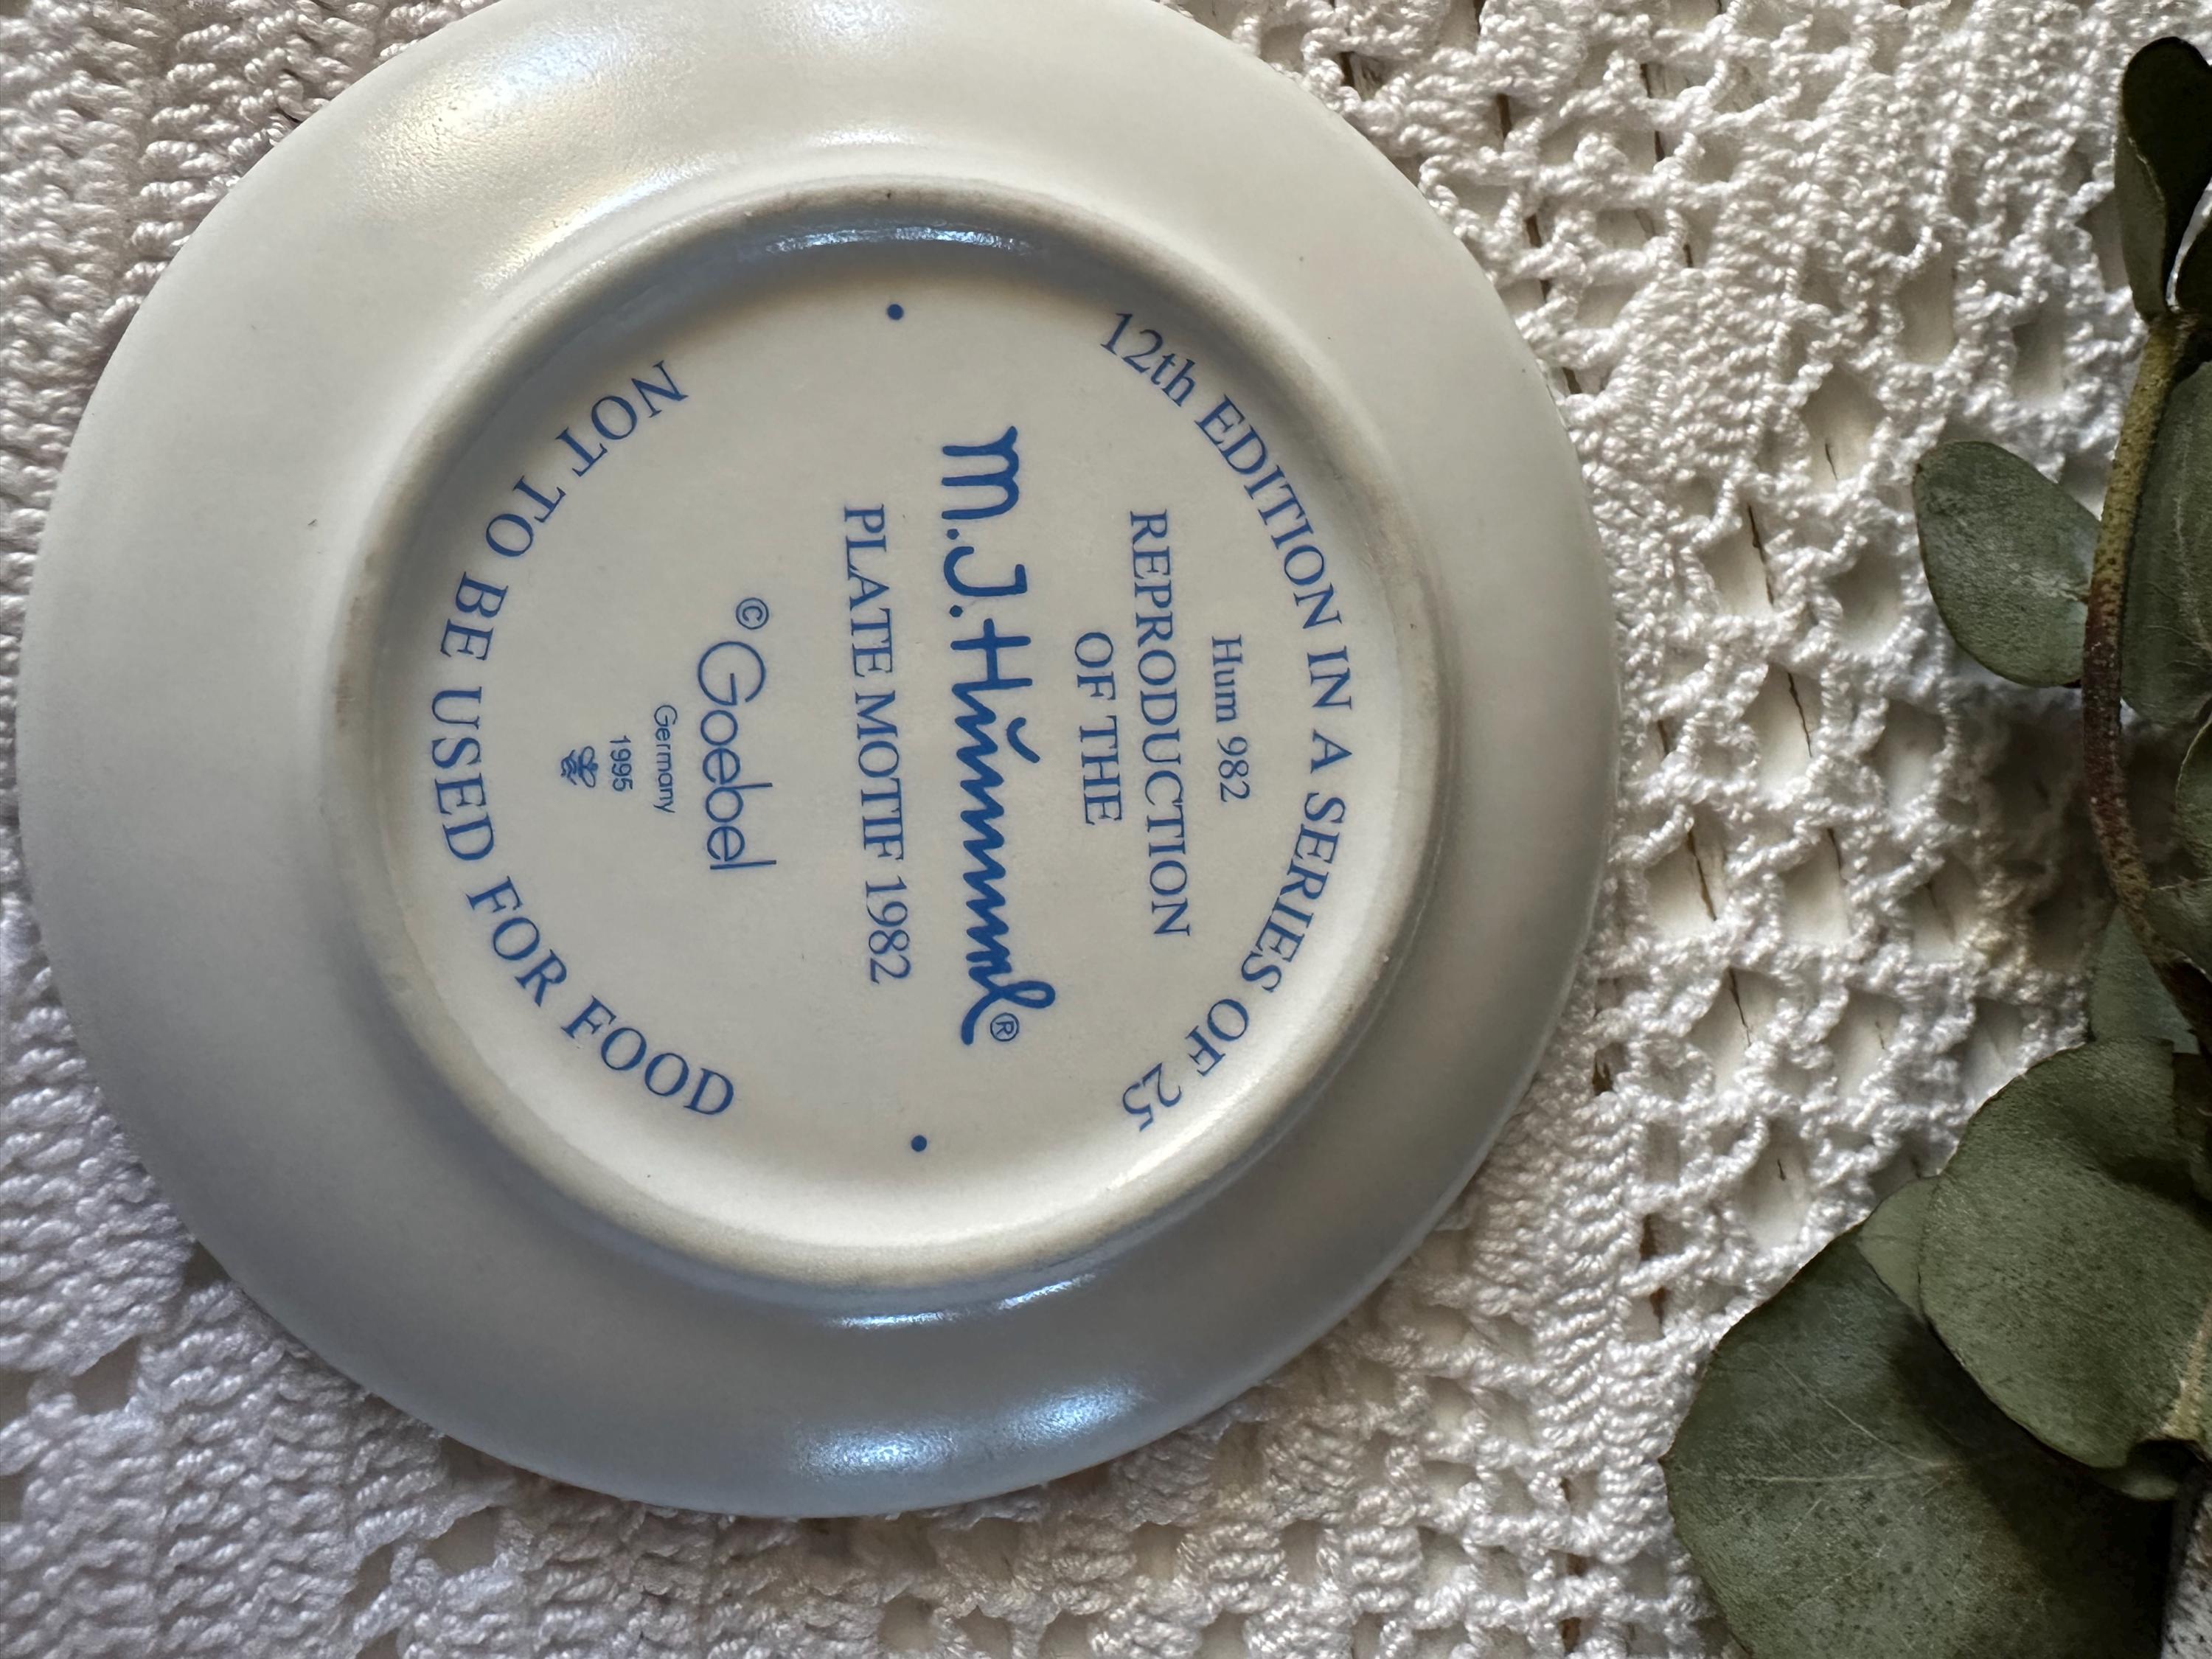 12th EDITION IN A SERIES OF 25
Hum 982
REPRODUCTION
OF THE
M.J.Hummel®
PLATE MOTIF 1982
© Goebel
Germany
1995
NOT TO BE USED FOR FOOD